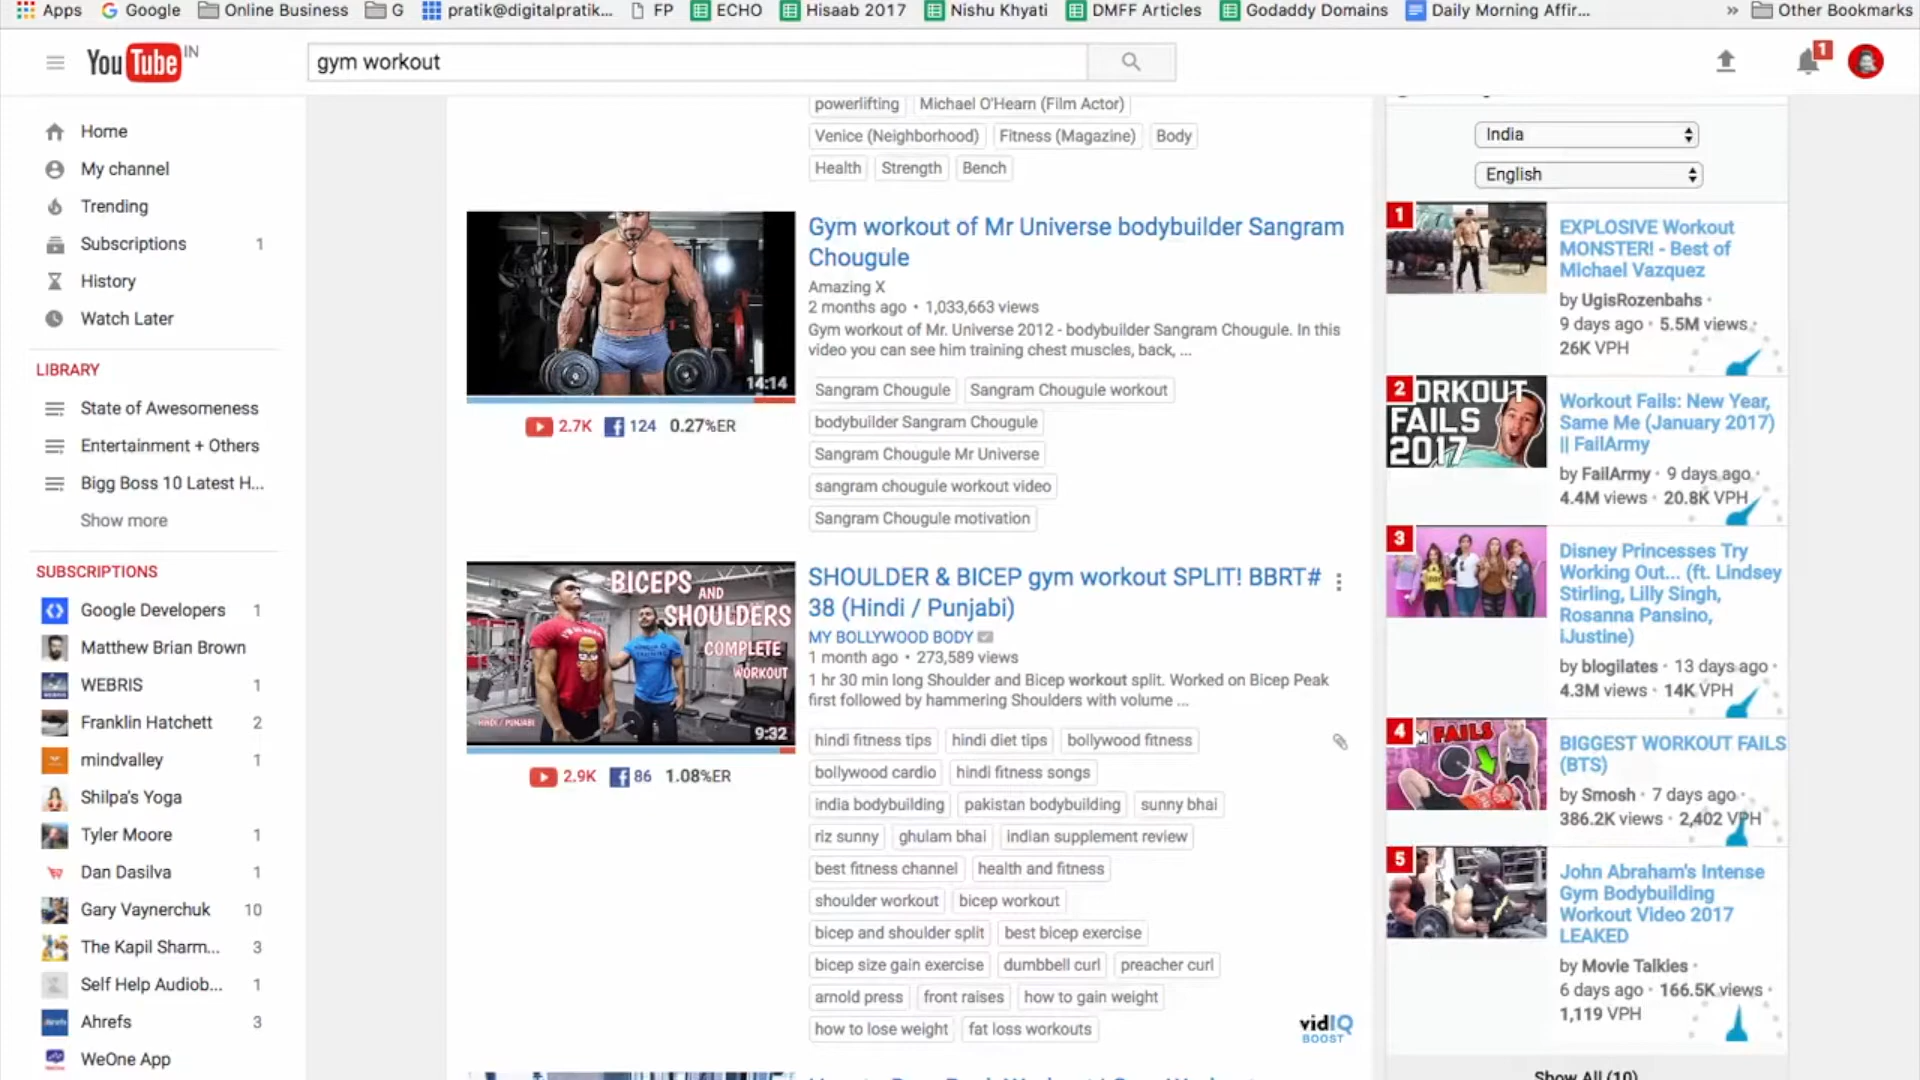 Apps Google Online Business G pratik@digitalpratik... FP ECHO Hisaab 2017 Nishu Khyati DMFF Articles Godaddy Domains Daily Morning Affir... » Other Bookmarks
YouTube IN
gym workout
1
Home
My channel
Trending
Subscriptions 1
History
Watch Later
LIBRARY
State of Awesomeness
Entertainment + Others
Bigg Boss 10 Latest H...
Show more
SUBSCRIPTIONS
Google Developers 1
Matthew Brian Brown
WEBRIS 1
Franklin Hatchett 2
mindvalley 1
Shilpa's Yoga
Tyler Moore 1
Dan Dasilva 1
Gary Vaynerchuk 10
The Kapil Sharm... 3
Self Help Audiob... 1
Ahrefs 3
WeOne App
powerlifting Michael O'Hearn (Film Actor)
Venice (Neighborhood) Fitness (Magazine) Body
Health Strength Bench
14:14
2.7K 124 0.27%ER
Gym workout of Mr Universe bodybuilder Sangram
Chougule
Amazing X
2 months ago • 1,033,663 views
Gym workout of Mr. Universe 2012 - bodybuilder Sangram Chougule. In this
video you can see him training chest muscles, back, ...
Sangram Chougule Sangram Chougule workout
bodybuilder Sangram Chougule
Sangram Chougule Mr Universe
sangram chougule workout video
Sangram Chougule motivation
BICEPS AND
SHOULDERS
COMPLETE
WORKOUT
HINDI / PUNJABI
9:32
2.9K 86 1.08%ER
SHOULDER & BICEP gym workout SPLIT! BBRT#
38 (Hindi / Punjabi)
MY BOLLYWOOD BODY
1 month ago • 273,589 views
1 hr 30 min long Shoulder and Bicep workout split. Worked on Bicep Peak
first followed by hammering Shoulders with volume ...
hindi fitness tips hindi diet tips bollywood fitness
bollywood cardio hindi fitness songs
india bodybuilding pakistan bodybuilding sunny bhai
riz sunny ghulam bhai indian supplement review
best fitness channel health and fitness
shoulder workout bicep workout
bicep and shoulder split best bicep exercise
bicep size gain exercise dumbbell curl preacher curl
arnold press front raises how to gain weight
how to lose weight fat loss workouts
vidIQ
BOOST
India
English
1
EXPLOSIVE Workout
MONSTER! - Best of
Michael Vazquez
by UgisRozenbahs •
9 days ago • 5.5M views •
26K VPH
2
ORKOUT
FAILS
2017
Workout Fails: New Year,
Same Me (January 2017)
|| FailArmy
by FailArmy • 9 days ago •
4.4M views • 20.8K VPH
3
Disney Princesses Try
Working Out... (ft. Lindsey
Stirling, Lilly Singh,
Rosanna Pansino,
iJustine)
by blogilates • 13 days ago •
4.3M views • 14K VPH
4
M FAILS
BIGGEST WORKOUT FAILS
(BTS)
by Smosh • 7 days ago •
386.2K views • 2,402 VPH
5
John Abraham's Intense
Gym Bodybuilding
Workout Video 2017
LEAKED
by Movie Talkies •
6 days ago • 166.5K views •
1,119 VPH
Show All (10)